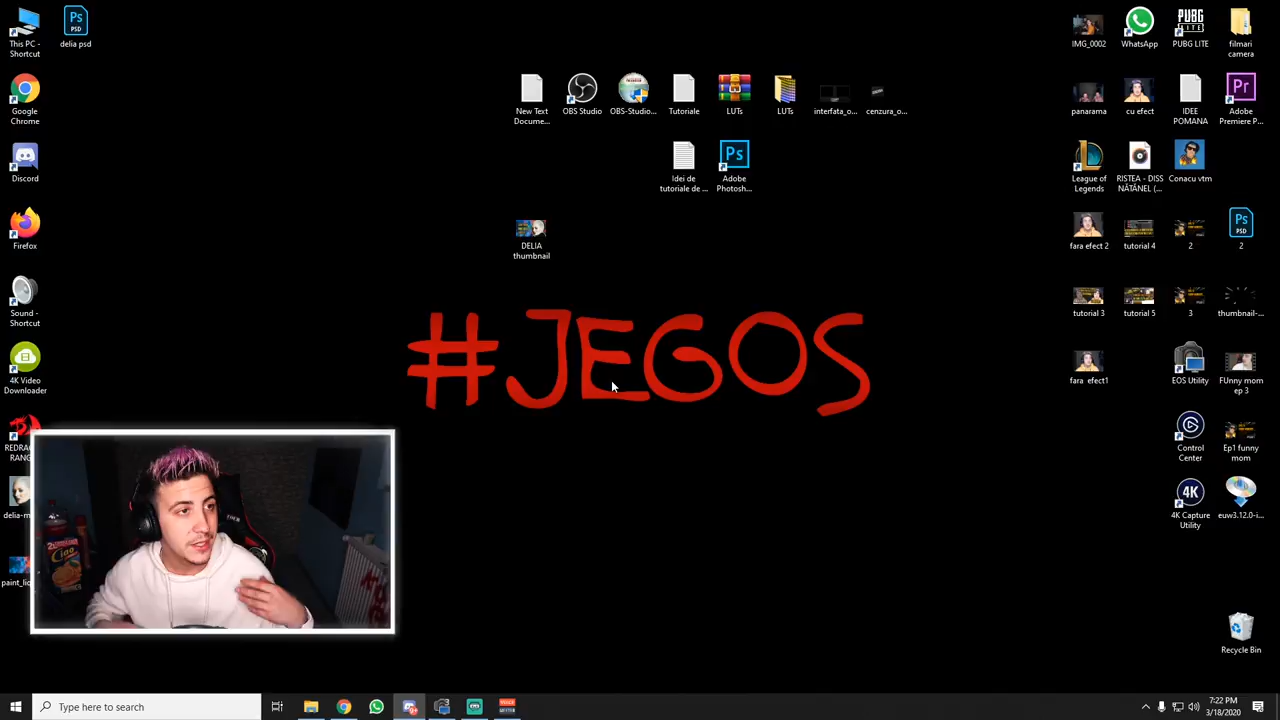 This PC - Shortcut
delia psd
IMG_0002
WhatsApp
PUBG LITE
filmari camera
Google Chrome
New Text Docume...
OBS Studio
OBS-Studio...
Tutoriale
LUTs
LUTs
interfata_o...
cenzura_o...
panarama
cu efect
IDEE POMANA
Adobe Premiere P...
Discord
Idei de tutoriale de ...
Adobe Photosh...
League of Legends
RISTEA - DISS NĂTĂNEL (...
Conacu vtm
Firefox
DELIA thumbnail
fara efect 2
tutorial 4
2
2
Sound - Shortcut
tutorial 3
tutorial 5
3
thumbnail-...
#JEGOS
4K Video Downloader
fara efect1
EOS Utility
FUnny mom ep 3
Control Center
Ep1 funny mom
4K Capture Utility
euw3.12.0-i...
Ciao
Recycle Bin
Type here to search
7:22 PM
3/18/2020